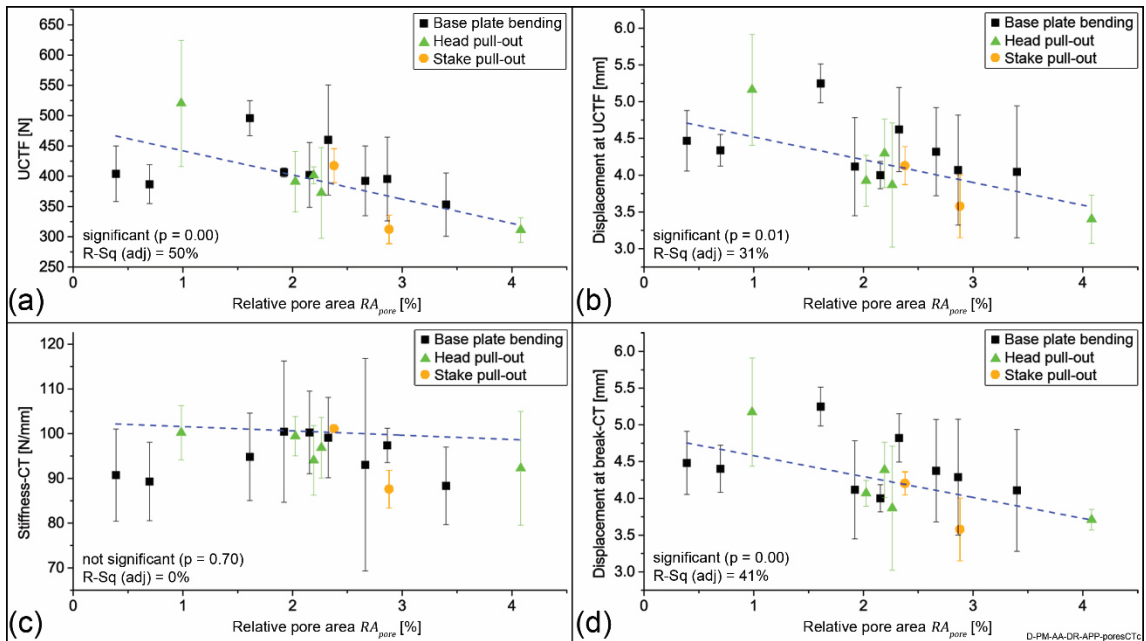 650
600
550
500
450
400
350
300
250
UCTF [N]
Base plate bending
Head pull-out
Stake pull-out
significant (p = 0.00)
R-Sq (adj) = 50%
0 1 2 3 4
(a)
Relative pore area RA_pore [%]
6.0
5.5
5.0
4.5
4.0
3.5
3.0
Displacement at UCTF [mm]
Base plate bending
Head pull-out
Stake pull-out
significant (p = 0.01)
R-Sq (adj) = 31%
0 1 2 3 4
(b)
Relative pore area RA_pore [%]
120
110
100
90
80
70
Stiffness-CT [N/mm]
Base plate bending
Head pull-out
Stake pull-out
not significant (p = 0.70)
R-Sq (adj) = 0%
0 1 2 3 4
(c)
Relative pore area RA_pore [%]
6.0
5.5
5.0
4.5
4.0
3.5
3.0
Displacement at break-CT [mm]
Base plate bending
Head pull-out
Stake pull-out
significant (p = 0.00)
R-Sq (adj) = 41%
0 1 2 3 4
(d)
Relative pore area RA_pore [%]
D-PM-AA-DR-APP-poresCTc